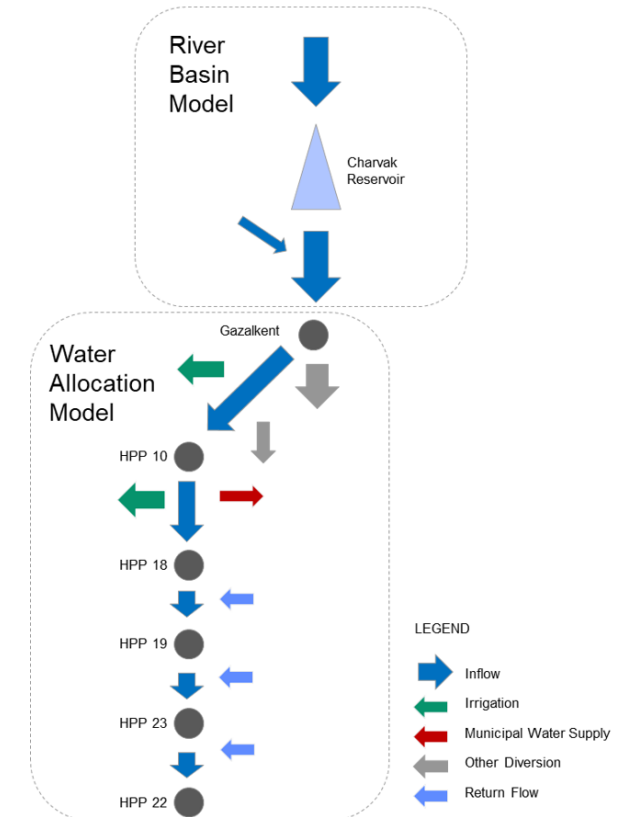 River
Basin
Model
Charvak
Reservoir
Gazalkent
Water
Allocation
Model
HPP 10
HPP 18
HPP 19
HPP 23
HPP 22
LEGEND
Inflow
Irrigation
Municipal Water Supply
Other Diversion
Return Flow